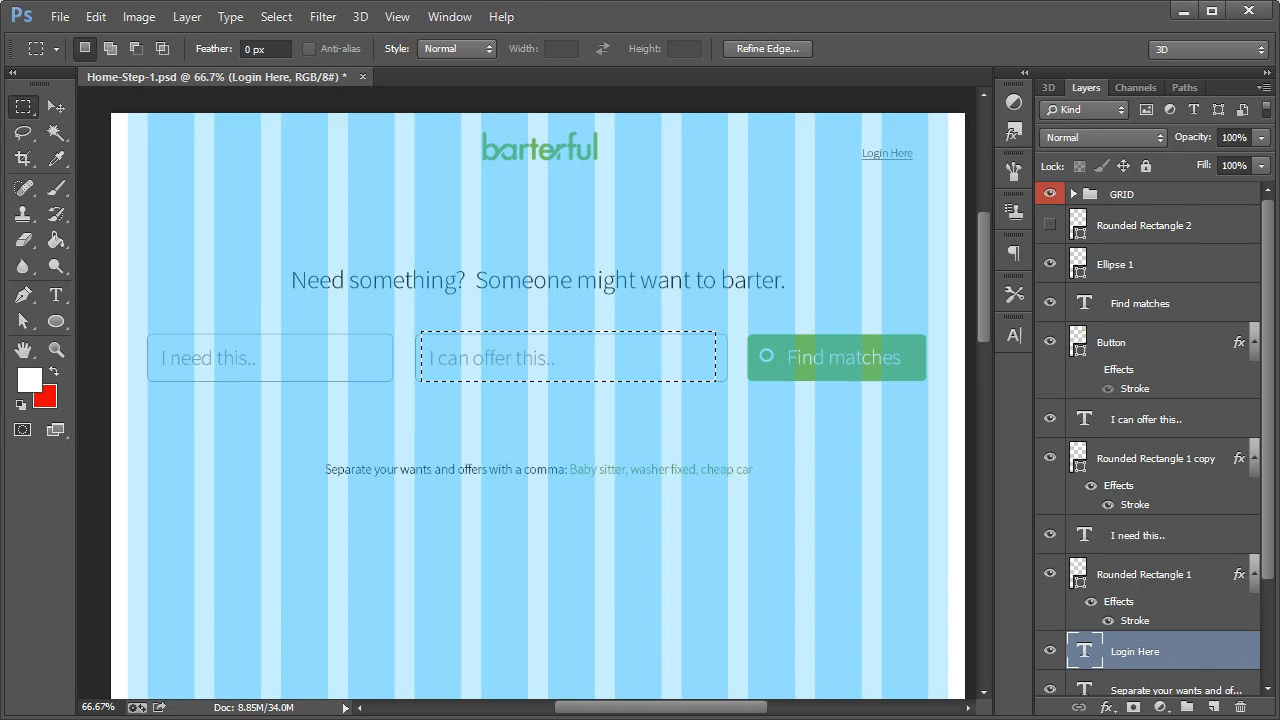 Ps File Edit Image Layer Type Select Filter 3D View Window Help
Feather: 0 px Anti-alias Style: Normal Width: Height: Refine Edge... 3D
Home-Step-1.psd @ 66.7% (Login Here, RGB/8#) *
3D Layers Channels Paths
Kind
Normal Opacity: 100%
Lock: Fill: 100%
GRID
Rounded Rectangle 2
Ellipse 1
Find matches
Button fx
Effects
Stroke
I can offer this..
Rounded Rectangle 1 copy fx
Effects
Stroke
I need this..
Rounded Rectangle 1 fx
Effects
Stroke
Login Here
Separate your wants and of...
barterful
Login Here
Need something? Someone might want to barter.
I need this..
I can offer this..
Find matches
Separate your wants and offers with a comma: Baby sitter, washer fixed, cheap car
66.67% Doc: 8.85M/34.0M